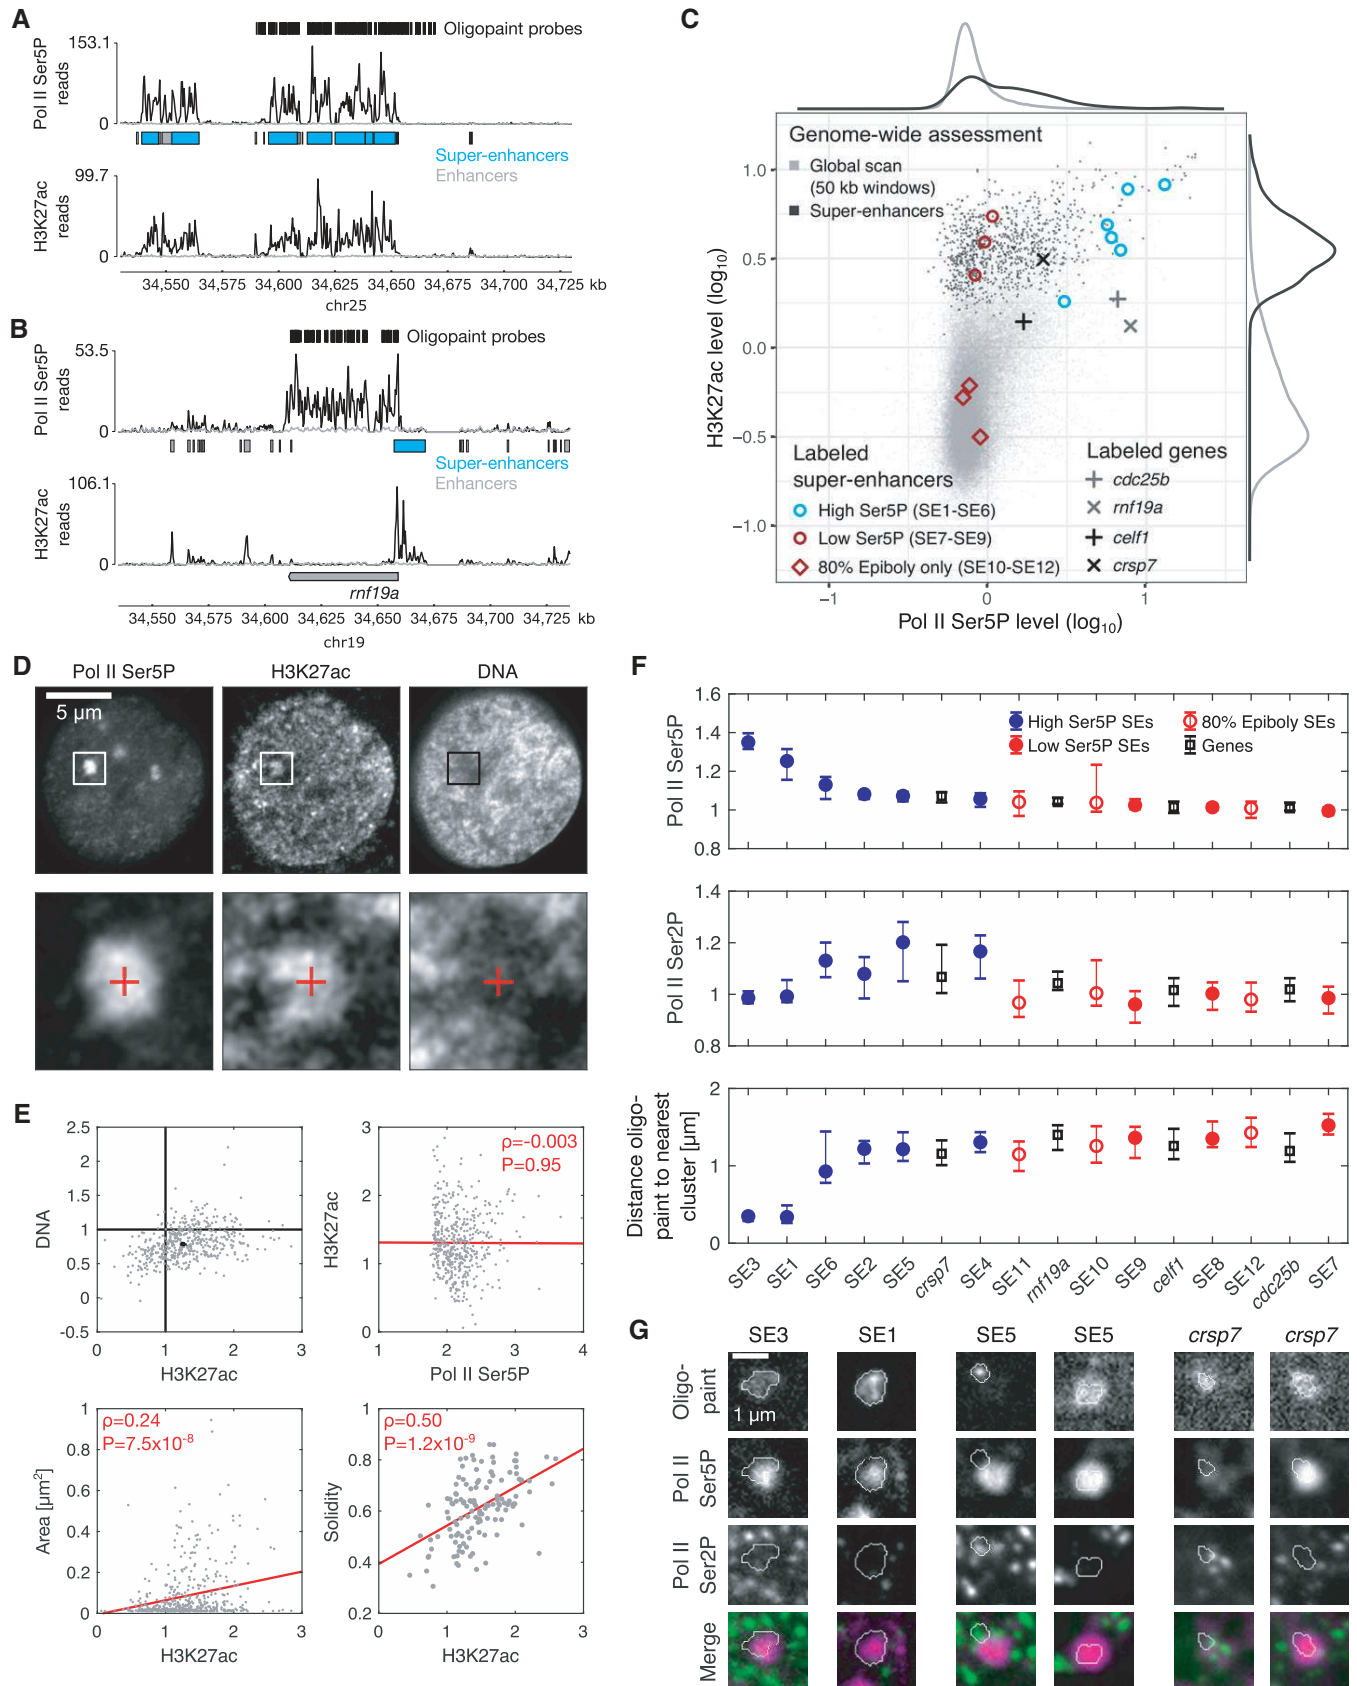 A
Oligopaint probes
153.1
Pol II Ser5P
reads
0
Super-enhancers
Enhancers
99.7
H3K27ac
reads
0
34,550 34,575 34,600 34,625 34,650 34,675 34,700 34,725 kb
chr25
B
Oligopaint probes
53.5
Pol II Ser5P
reads
0
Super-enhancers
Enhancers
106.1
H3K27ac
reads
0
rnf19a
34,550 34,575 34,600 34,625 34,650 34,675 34,700 34,725 kb
chr19
C
Genome-wide assessment
Global scan
(50 kb windows)
Super-enhancers
H3K27ac level (log10)
1.0
0.5
0.0
−0.5
−1.0
Labeled
super-enhancers
High Ser5P (SE1-SE6)
Low Ser5P (SE7-SE9)
80% Epiboly only (SE10-SE12)
Labeled genes
cdc25b
rnf19a
celf1
crsp7
−1 0 1
Pol II Ser5P level (log10)
D
Pol II Ser5P H3K27ac DNA
5 µm
E
DNA
2.5
2
1.5
1
0.5
0
-0.5
0 1 2 3
H3K27ac
H3K27ac
3
2
1
0
ρ=-0.003
P=0.95
1 2 3 4
Pol II Ser5P
Area [µm2]
1
0.8
0.6
0.4
0.2
0
ρ=0.24
P=7.5x10-8
0 1 2 3
H3K27ac
Solidity
1
0.8
0.6
0.4
0.2
ρ=0.50
P=1.2x10-9
0 1 2 3
H3K27ac
F
Pol II Ser5P
1.6
1.4
1.2
1
0.8
High Ser5P SEs
Low Ser5P SEs
80% Epiboly SEs
Genes
Pol II Ser2P
1.4
1.2
1
0.8
Distance oligo-
paint to nearest
cluster [µm]
2
1
0
SE3 SE1 SE6 SE2 SE5 crsp7 SE4 SE11 rnf19a SE10 SE9 celf1 SE8 SE12 cdc25b SE7
G
SE3 SE1 SE5 SE5 crsp7 crsp7
Oligo-
paint
1 µm
Pol II
Ser5P
Pol II
Ser2P
Merge